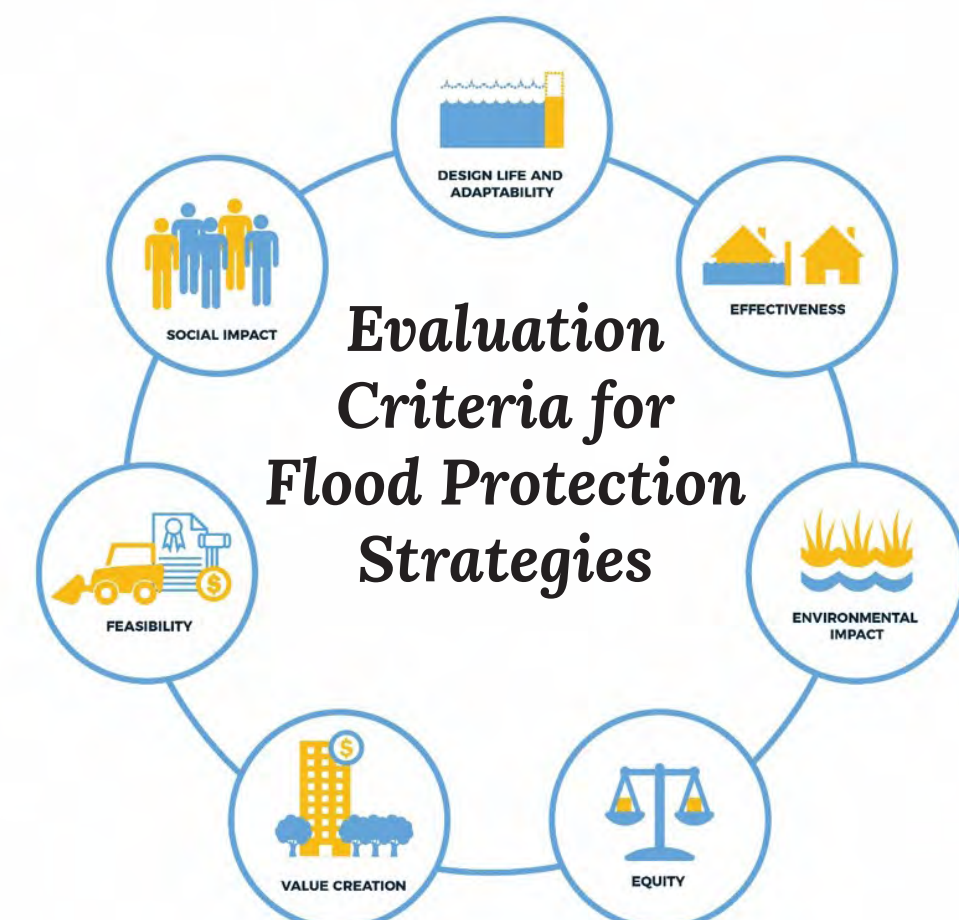 DESIGN LIFE AND
ADAPTABILITY
EFFECTIVENESS
SOCIAL IMPACT
Evaluation
Criteria for
Flood Protection
Strategies
ENVIRONMENTAL
IMPACT
$
FEASIBILITY
$
VALUE CREATION
EQUITY